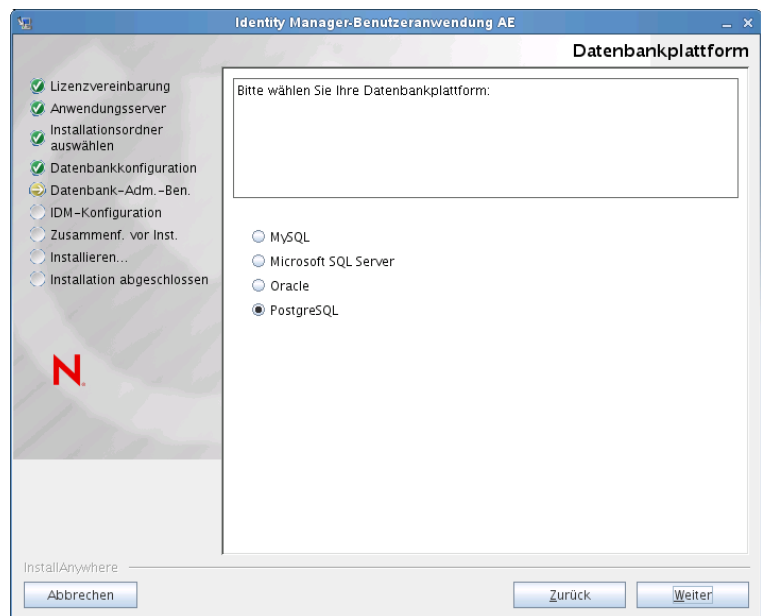 Identity Manager-Benutzeranwendung AE
Datenbankplattform
Lizenzvereinbarung
Anwendungsserver
Installationsordner
auswählen
Datenbankkonfiguration
Datenbank-Adm.-Ben.
IDM-Konfiguration
Zusammenf. vor Inst.
Installieren...
Installation abgeschlossen
N.
Bitte wählen Sie Ihre Datenbankplattform:
MySQL
Microsoft SQL Server
Oracle
PostgreSQL
InstallAnywhere
Abbrechen
Zurück
Weiter